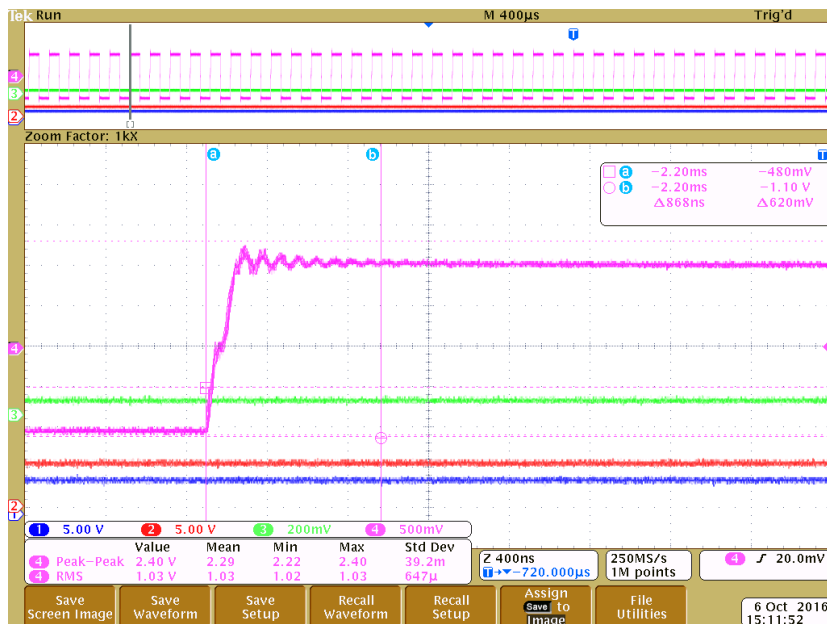 Tek Run M 400µs Trig'd
T
4
3
2
Zoom Factor: 1kX
a b T
a −2.20ms −480mV
b −2.20ms −1.10 V
Δ868ns Δ620mV
4
3
2
1
1 5.00 V 2 5.00 V 3 200mV 4 500mV
Value Mean Min Max Std Dev
4 Peak−Peak 2.40 V 2.29 2.22 2.40 39.2m
4 RMS 1.03 V 1.03 1.02 1.03 647µ
Z 400ns
T→▾−720.000µs
250MS/s
1M points
4 ʃ 20.0mV
Save
Screen Image
Save
Waveform
Save
Setup
Recall
Waveform
Recall
Setup
Assign
Save to
Image
File
Utilities
6 Oct 2016
15:11:52